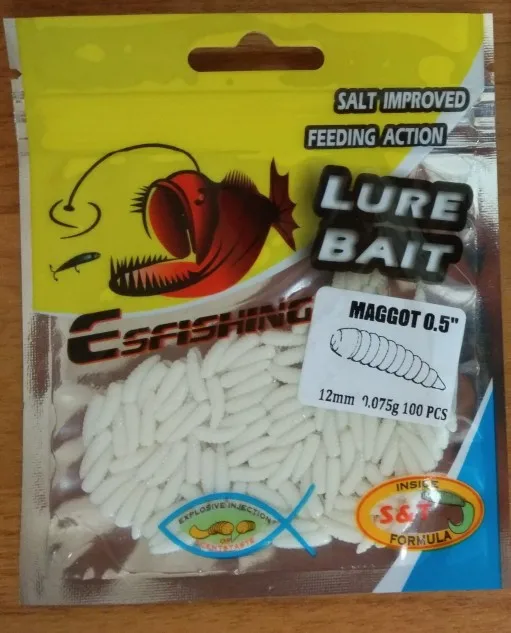 SALT IMPROVED
FEEDING ACTION
LURE
BAIT
ESFISHING
MAGGOT 0.5"
12mm 0.075g 100 PCS
EXPLOSIVE INJECTION
INSIDE
S&T
FORMULA